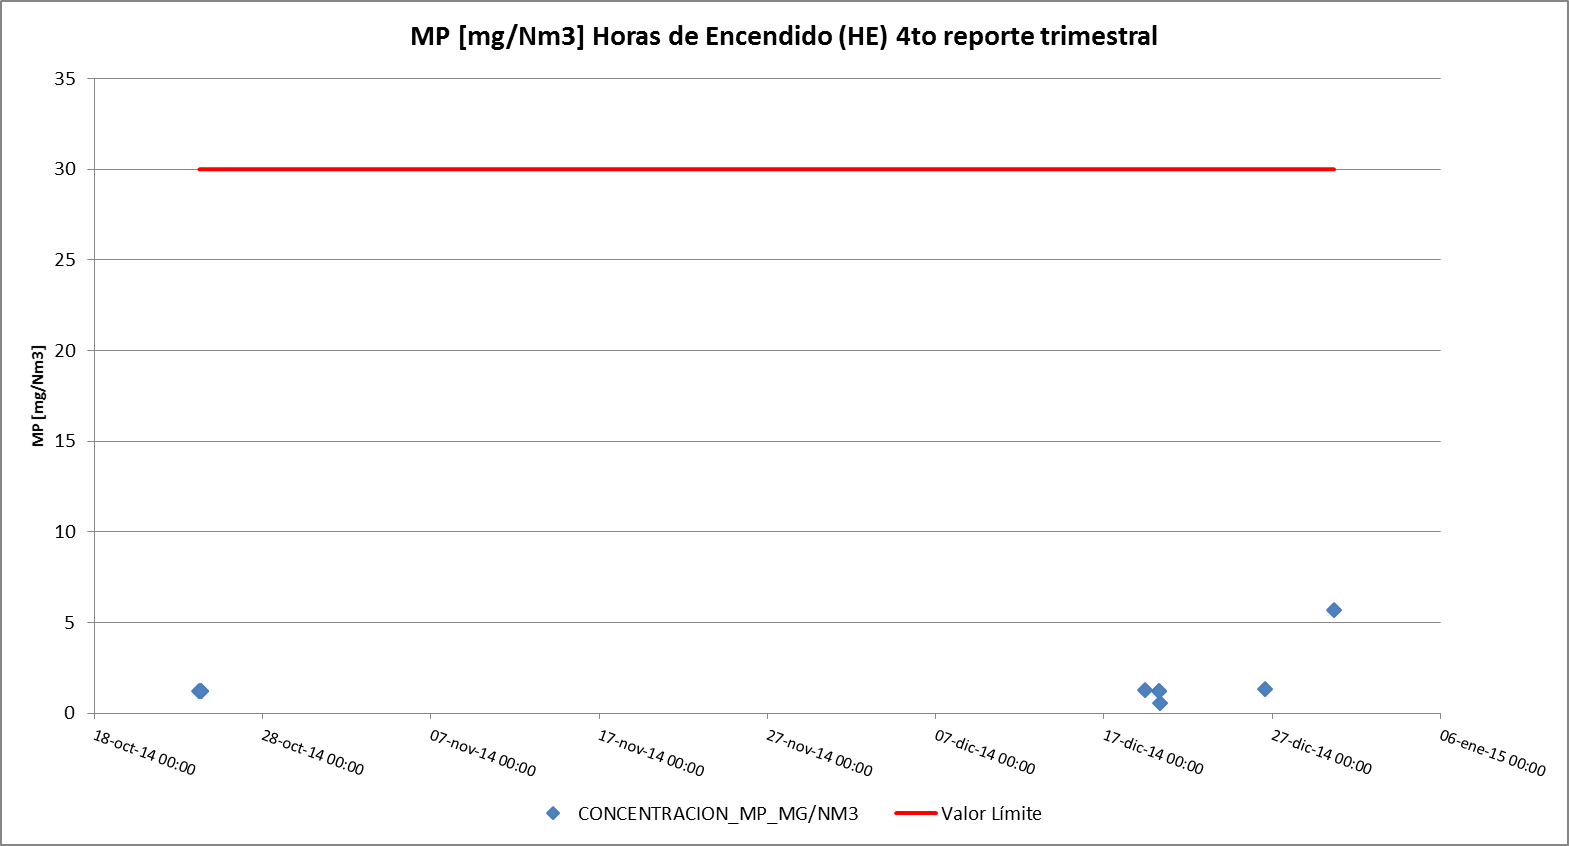 MP [mg/Nm3] Horas de Encendido (HE) 4to reporte trimestral
35
30
25
20
15
10
5
0
MP [mg/Nm3]
18-oct-14 00:00
28-oct-14 00:00
07-nov-14 00:00
17-nov-14 00:00
27-nov-14 00:00
07-dic-14 00:00
17-dic-14 00:00
27-dic-14 00:00
06-ene-15 00:00
CONCENTRACION_MP_MG/NM3
Valor Límite